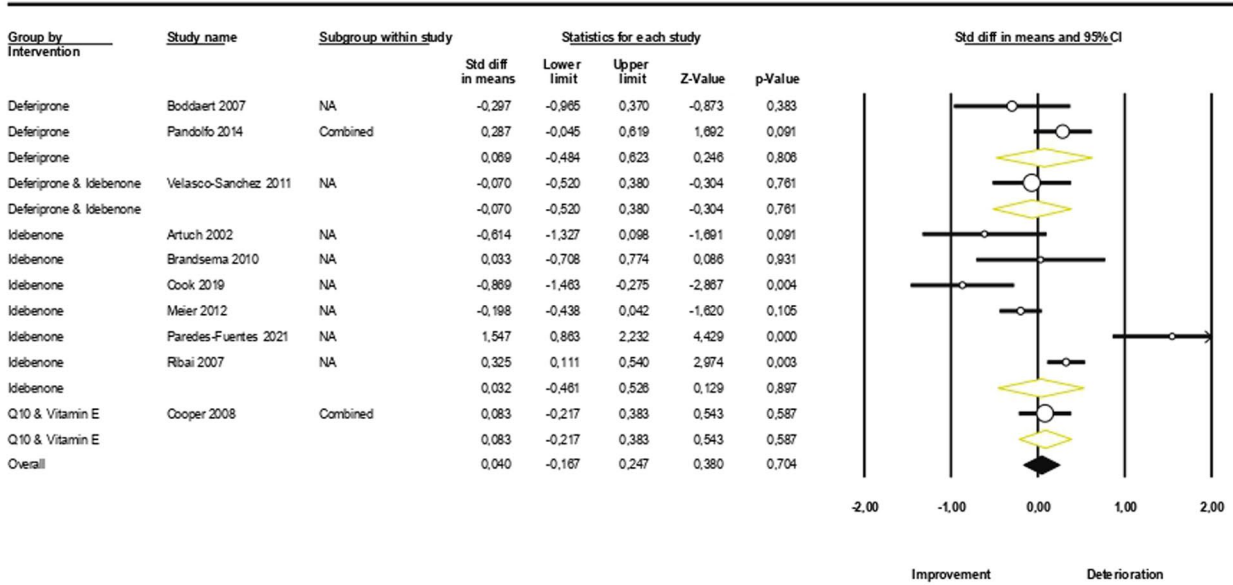 Group by Intervention Study name Subgroup within study Statistics for each study Std diff in means and 95% CI
Std diff in means Lower limit Upper limit Z-Value p-Value
Deferiprone Boddaert 2007 NA -0,297 -0,965 0,370 -0,873 0,383
Deferiprone Pandolfo 2014 Combined 0,287 -0,045 0,619 1,692 0,091
Deferiprone 0,069 -0,484 0,623 0,246 0,806
Deferiprone & Idebenone Velasco-Sanchez 2011 NA -0,070 -0,520 0,380 -0,304 0,761
Deferiprone & Idebenone -0,070 -0,520 0,380 -0,304 0,761
Idebenone Artuch 2002 NA -0,614 -1,327 0,098 -1,691 0,091
Idebenone Brandsema 2010 NA 0,033 -0,708 0,774 0,086 0,931
Idebenone Cook 2019 NA -0,869 -1,463 -0,275 -2,867 0,004
Idebenone Meier 2012 NA -0,198 -0,438 0,042 -1,620 0,105
Idebenone Paredes-Fuentes 2021 NA 1,547 0,863 2,232 4,429 0,000
Idebenone Ribai 2007 NA 0,325 0,111 0,540 2,974 0,003
Idebenone 0,032 -0,461 0,526 0,129 0,897
Q10 & Vitamin E Cooper 2008 Combined 0,083 -0,217 0,383 0,543 0,587
Q10 & Vitamin E 0,083 -0,217 0,383 0,543 0,587
Overall 0,040 -0,167 0,247 0,380 0,704
-2,00 -1,00 0,00 1,00 2,00
Improvement Deterioration